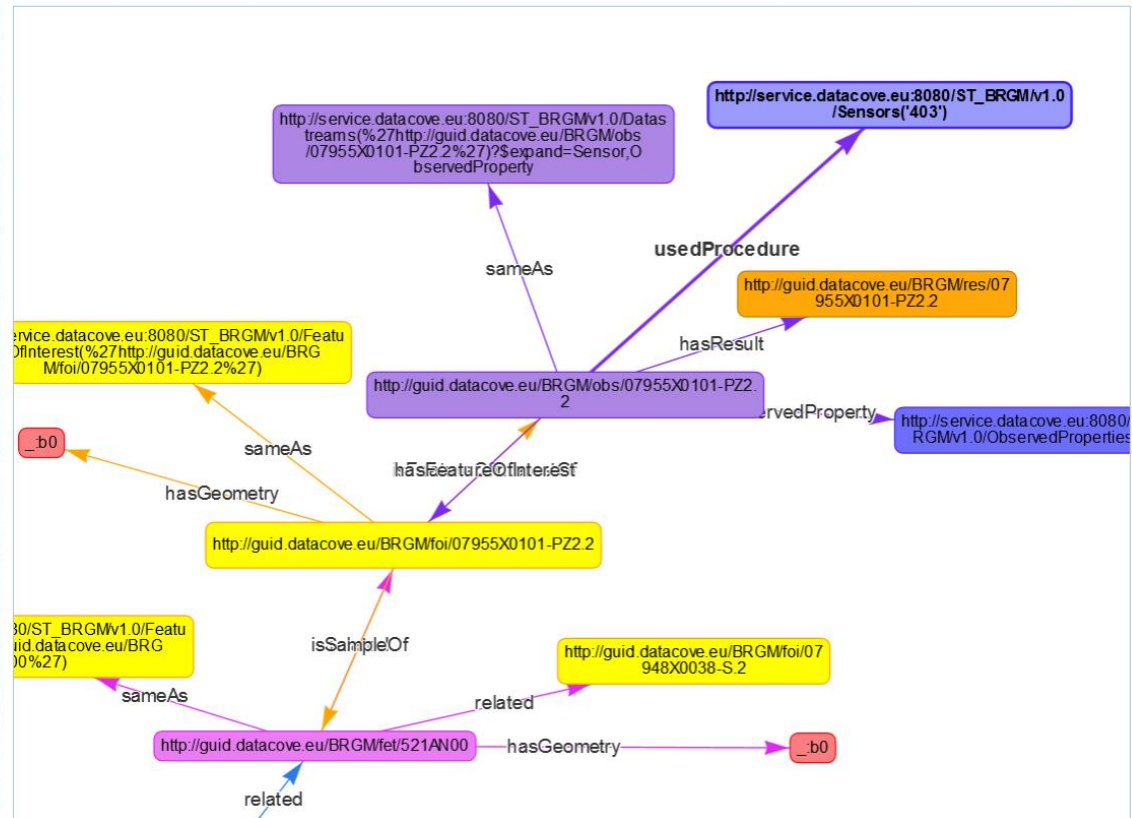 http://service.datacove.eu:8080/ST_BRGM/v1.0
/Sensors('403')
http://service.datacove.eu:8080/ST_BRGM/v1.0/Datas
treams(%27http://guid.datacove.eu/BRGM/obs
/07955X0101-PZ2.2%27)?$expand=Sensor,O
bservedProperty
usedProcedure
sameAs
http://guid.datacove.eu/BRGM/res/07
955X0101-PZ2.2
ervice.datacove.eu:8080/ST_BRGM/v1.0/Featu
OfInterest(%27http://guid.datacove.eu/BRG
M/foi/07955X0101-PZ2.2%27)
hasResult
http://guid.datacove.eu/BRGM/obs/07955X0101-PZ2.
2
ervedProperty
http://service.datacove.eu:8080/
RGM/v1.0/ObservedProperties
_:b0
sameAs
hasFeatureOfInterest
hasGeometry
http://guid.datacove.eu/BRGM/foi/07955X0101-PZ2.2
80/ST_BRGM/v1.0/Featu
uid.datacove.eu/BRG
00%27)
isSampleOf
http://guid.datacove.eu/BRGM/foi/07
948X0038-S.2
sameAs
related
http://guid.datacove.eu/BRGM/fet/521AN00
hasGeometry
_:b0
related